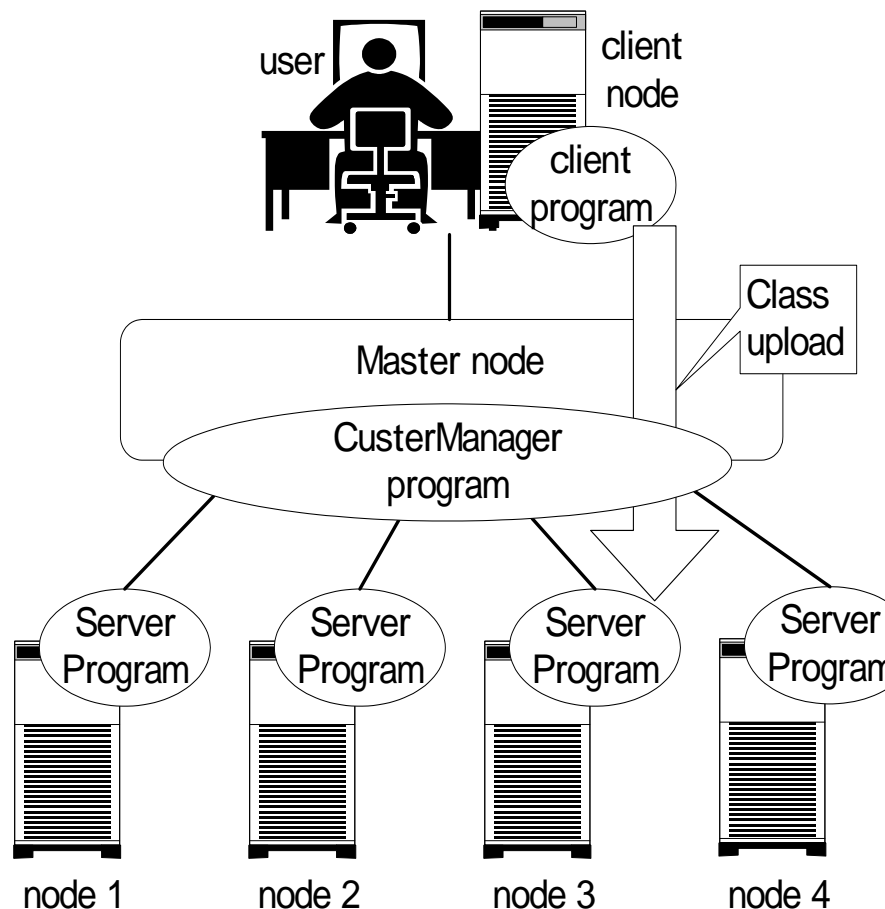 user
client
node
client
program
Class
upload
Master node
CusterManager
program
Server
Program
Server
Program
Server
Program
Server
Program
node 1
node 2
node 3
node 4